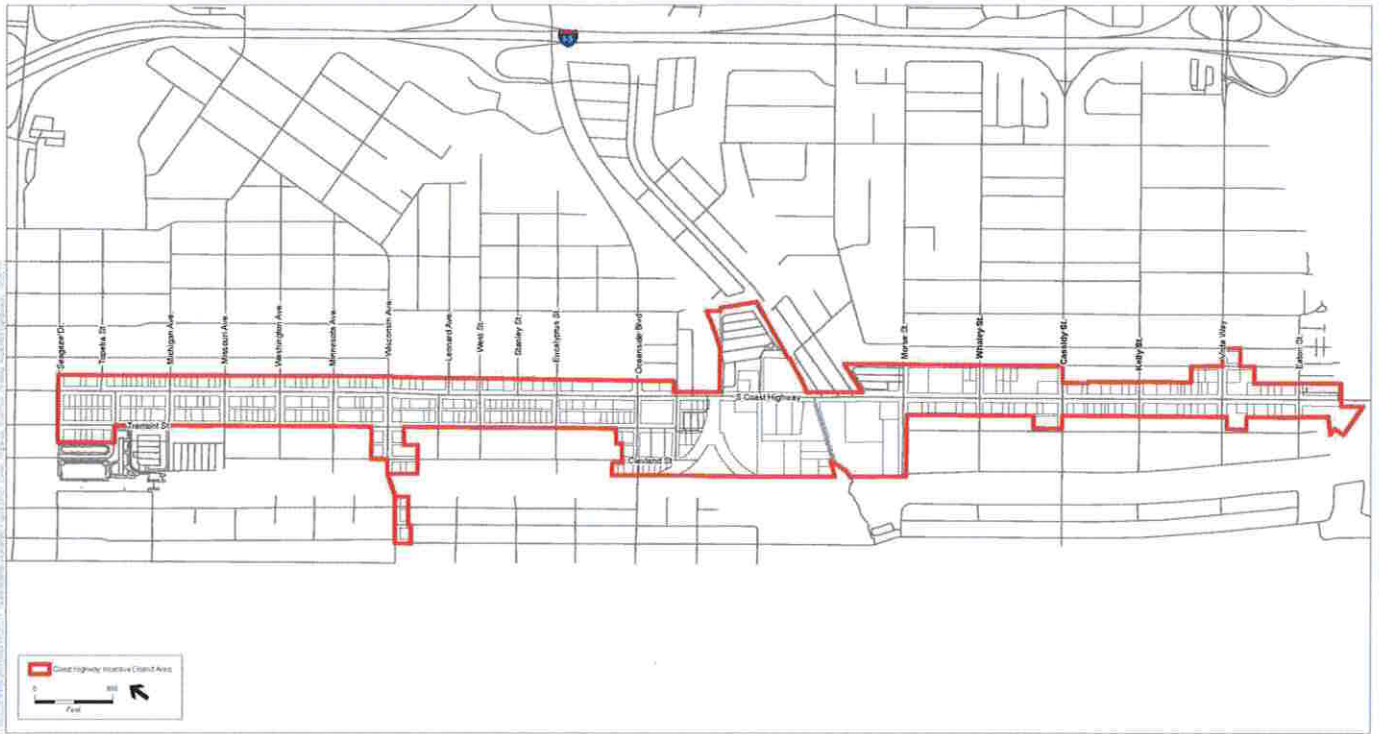 I-5
Seagaze Dr.
Topeka St.
Michigan Ave.
Missouri Ave.
Washington Ave.
Minnesota Ave.
Wisconsin Ave.
Leonard Ave.
West St.
Stanley St.
Eucalyptus St.
Oceanside Blvd
Morse St.
Whaley St.
Cassidy St.
Kelly St.
Vista Way
Eaton St.
S Coast Highway
Tremont St
Cleveland St
Coast Highway Incentive District Area
0 800
Feet